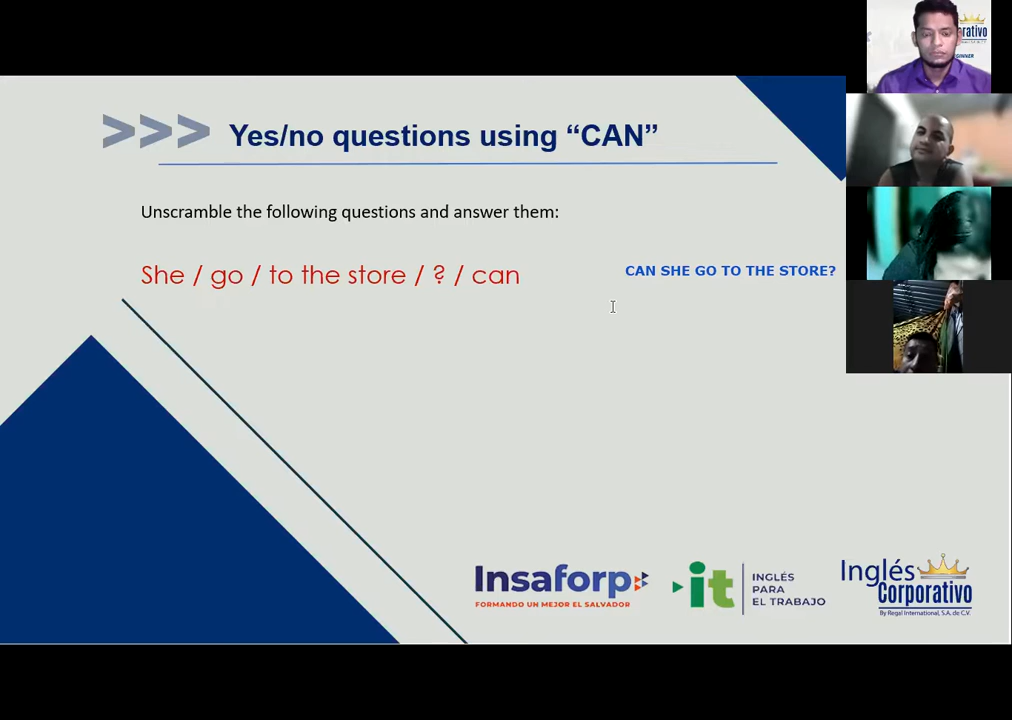 >>> Yes/no questions using “CAN”
Unscramble the following questions and answer them:
She / go / to the store / ? / can
CAN SHE GO TO THE STORE?
Insaforp
FORMANDO UN MEJOR EL SALVADOR
it
INGLÉS
PARA
EL TRABAJO
Inglés
Corporativo
By Regal International, S.A. de C.V.
rativo
GINNER